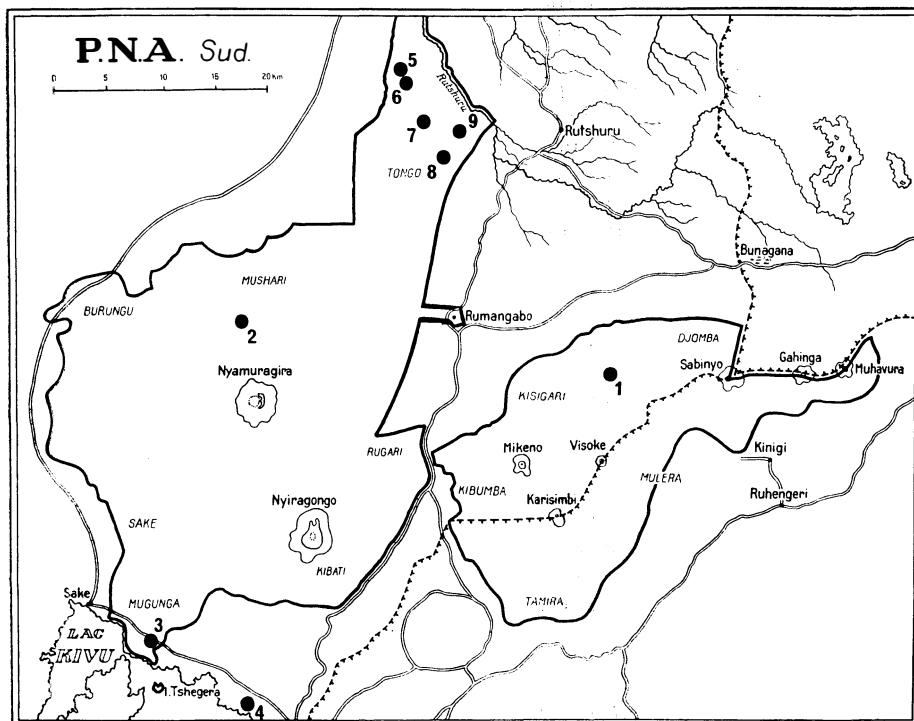 P.N.A. Sud.
0 5 10 15 20 Km
5
6
Rutshuru
7
9
8
Rutshuru
TONGO
Bunagana
MUSHARI
BURUNGU
2
Rumangabo
DJOMBA
Nyamuragira
1
Sabinyo
Gahinga
Muhavura
KISIGARI
RUGARI
Mikeno
Visoke
Kinigi
KIBUMBA
MULERA
Ruhengeri
Nyiragongo
Karisimbi
SAKE
KIBATI
Sake
MUGUNGA
TAMIRA
3
LAC
KIVU
I.Tshegera
4